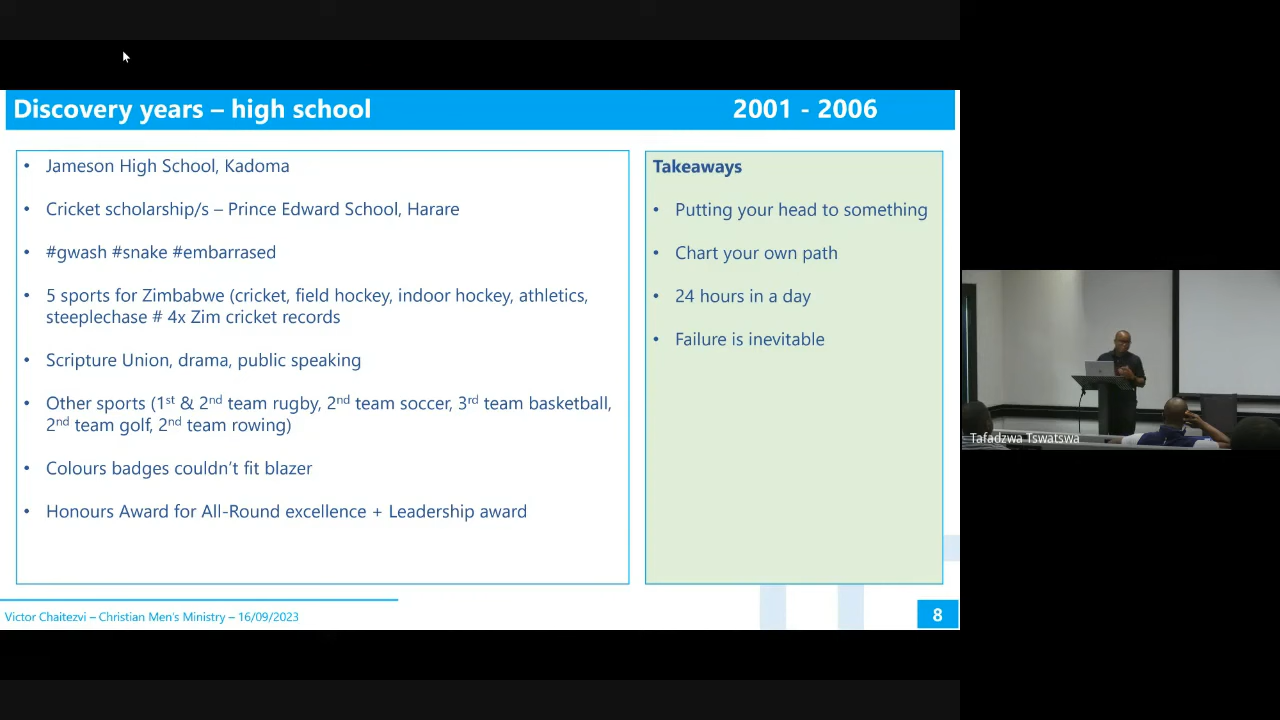 Discovery years – high school 2001 - 2006
• Jameson High School, Kadoma
• Cricket scholarship/s – Prince Edward School, Harare
• #gwash #snake #embarrased
• 5 sports for Zimbabwe (cricket, field hockey, indoor hockey, athletics,
steeplechase # 4x Zim cricket records
• Scripture Union, drama, public speaking
• Other sports (1st & 2nd team rugby, 2nd team soccer, 3rd team basketball,
2nd team golf, 2nd team rowing)
• Colours badges couldn't fit blazer
• Honours Award for All-Round excellence + Leadership award
Takeaways
• Putting your head to something
• Chart your own path
• 24 hours in a day
• Failure is inevitable
Victor Chaitezvi – Christian Men's Ministry – 16/09/2023
8
Tafadzwa Tswatswa